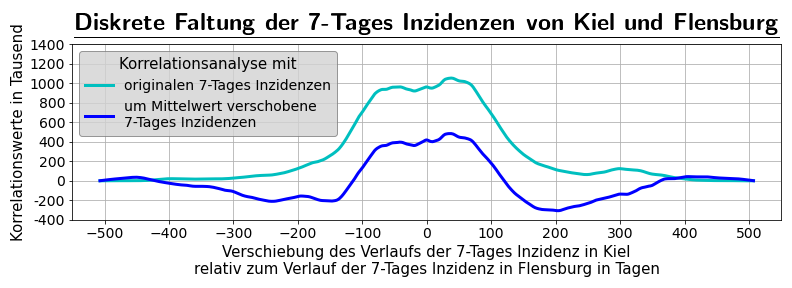 Diskrete Faltung der 7-Tages Inzidenzen von Kiel und Flensburg
Korrelationswerte in Tausend
1400
1200
1000
800
600
400
200
0
−200
−400
Korrelationsanalyse mit
originalen 7-Tages Inzidenzen
um Mittelwert verschobene
7-Tages Inzidenzen
−500 −400 −300 −200 −100 0 100 200 300 400 500
Verschiebung des Verlaufs der 7-Tages Inzidenz in Kiel
relativ zum Verlauf der 7-Tages Inzidenz in Flensburg in Tagen